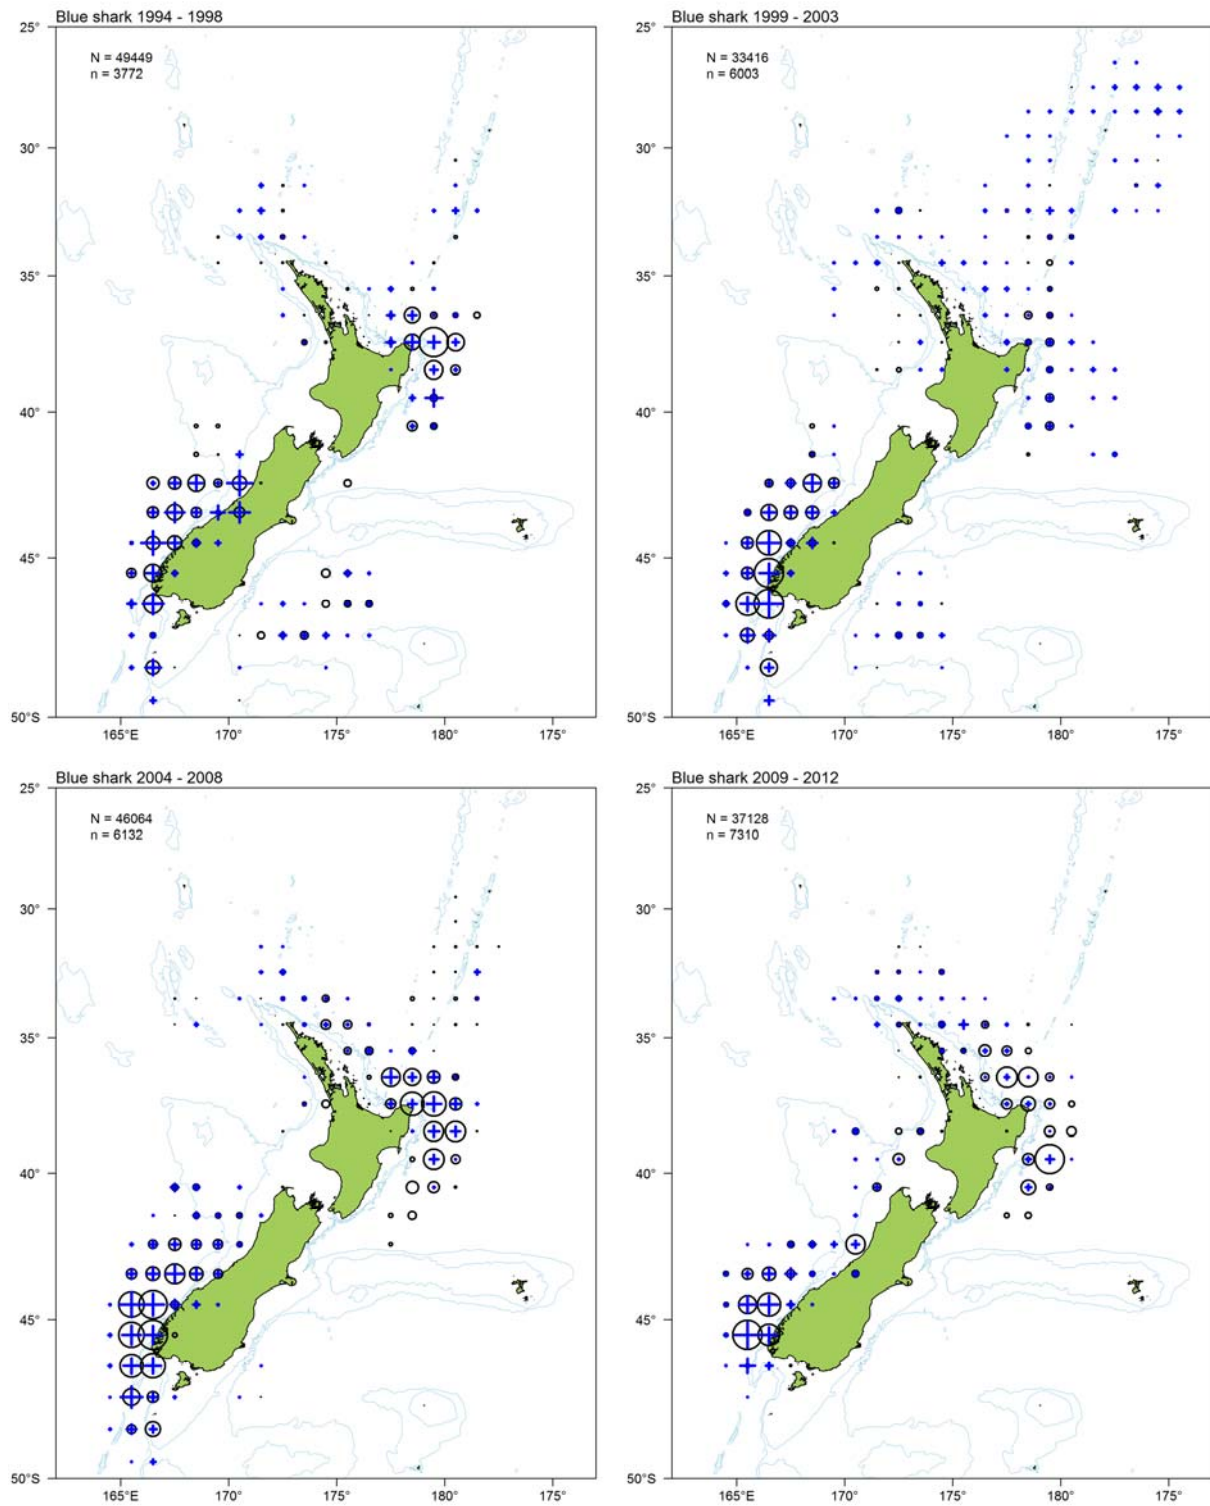 Blue shark 1994 - 1998
25°
N = 49449
n = 3772
30°
35°
40°
45°
50°S
165°E
170°
175°
180°
175°
Blue shark 1999 - 2003
25°
N = 33416
n = 6003
30°
35°
40°
45°
50°S
165°E
170°
175°
180°
175°
Blue shark 2004 - 2008
25°
N = 46064
n = 6132
30°
35°
40°
45°
50°S
165°E
170°
175°
180°
175°
Blue shark 2009 - 2012
25°
N = 37128
n = 7310
30°
35°
40°
45°
50°S
165°E
170°
175°
180°
175°